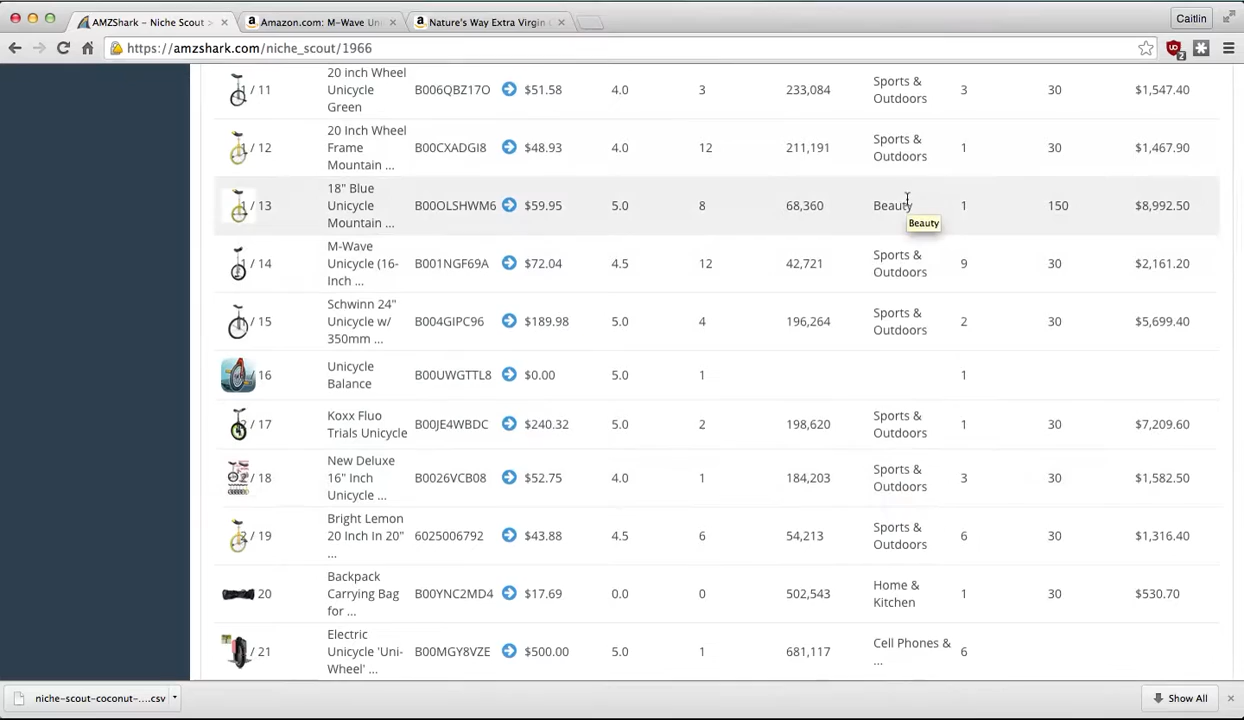 AMZShark - Niche Scout >
Amazon.com: M-Wave Uni
Nature's Way Extra Virgin C
Caitlin
https://amzshark.com/niche_scout/1966
2
1 / 11
20 inch Wheel
Unicycle
Green
B006QBZ17O
$51.58
4.0
3
233,084
Sports &
Outdoors
3
30
$1,547.40
1 / 12
20 Inch Wheel
Frame
Mountain ...
B00CXADGI8
$48.93
4.0
12
211,191
Sports &
Outdoors
1
30
$1,467.90
1 / 13
18" Blue
Unicycle
Mountain ...
B00OLSHWM6
$59.95
5.0
8
68,360
Beauty
1
150
$8,992.50
Beauty
1 / 14
M-Wave
Unicycle (16-
Inch ...
B001NGF69A
$72.04
4.5
12
42,721
Sports &
Outdoors
9
30
$2,161.20
/ 15
Schwinn 24"
Unicycle w/
350mm ...
B004GIPC96
$189.98
5.0
4
196,264
Sports &
Outdoors
2
30
$5,699.40
16
Unicycle
Balance
B00UWGTTL8
$0.00
5.0
1
1
/ 17
Koxx Fluo
Trials Unicycle
B00JE4WBDC
$240.32
5.0
2
198,620
Sports &
Outdoors
1
30
$7,209.60
2 / 18
New Deluxe
16" Inch
Unicycle ...
B0026VCB08
$52.75
4.0
1
184,203
Sports &
Outdoors
3
30
$1,582.50
2 / 19
Bright Lemon
20 Inch In 20"
...
6025006792
$43.88
4.5
6
54,213
Sports &
Outdoors
6
30
$1,316.40
20
Backpack
Carrying Bag
for ...
B00YNC2MD4
$17.69
0.0
0
502,543
Home &
Kitchen
1
30
$530.70
/ 21
Electric
Unicycle 'Uni-
Wheel' ...
B00MGY8VZE
$500.00
5.0
1
681,117
Cell Phones &
...
6
niche-scout-coconut-....csv
Show All